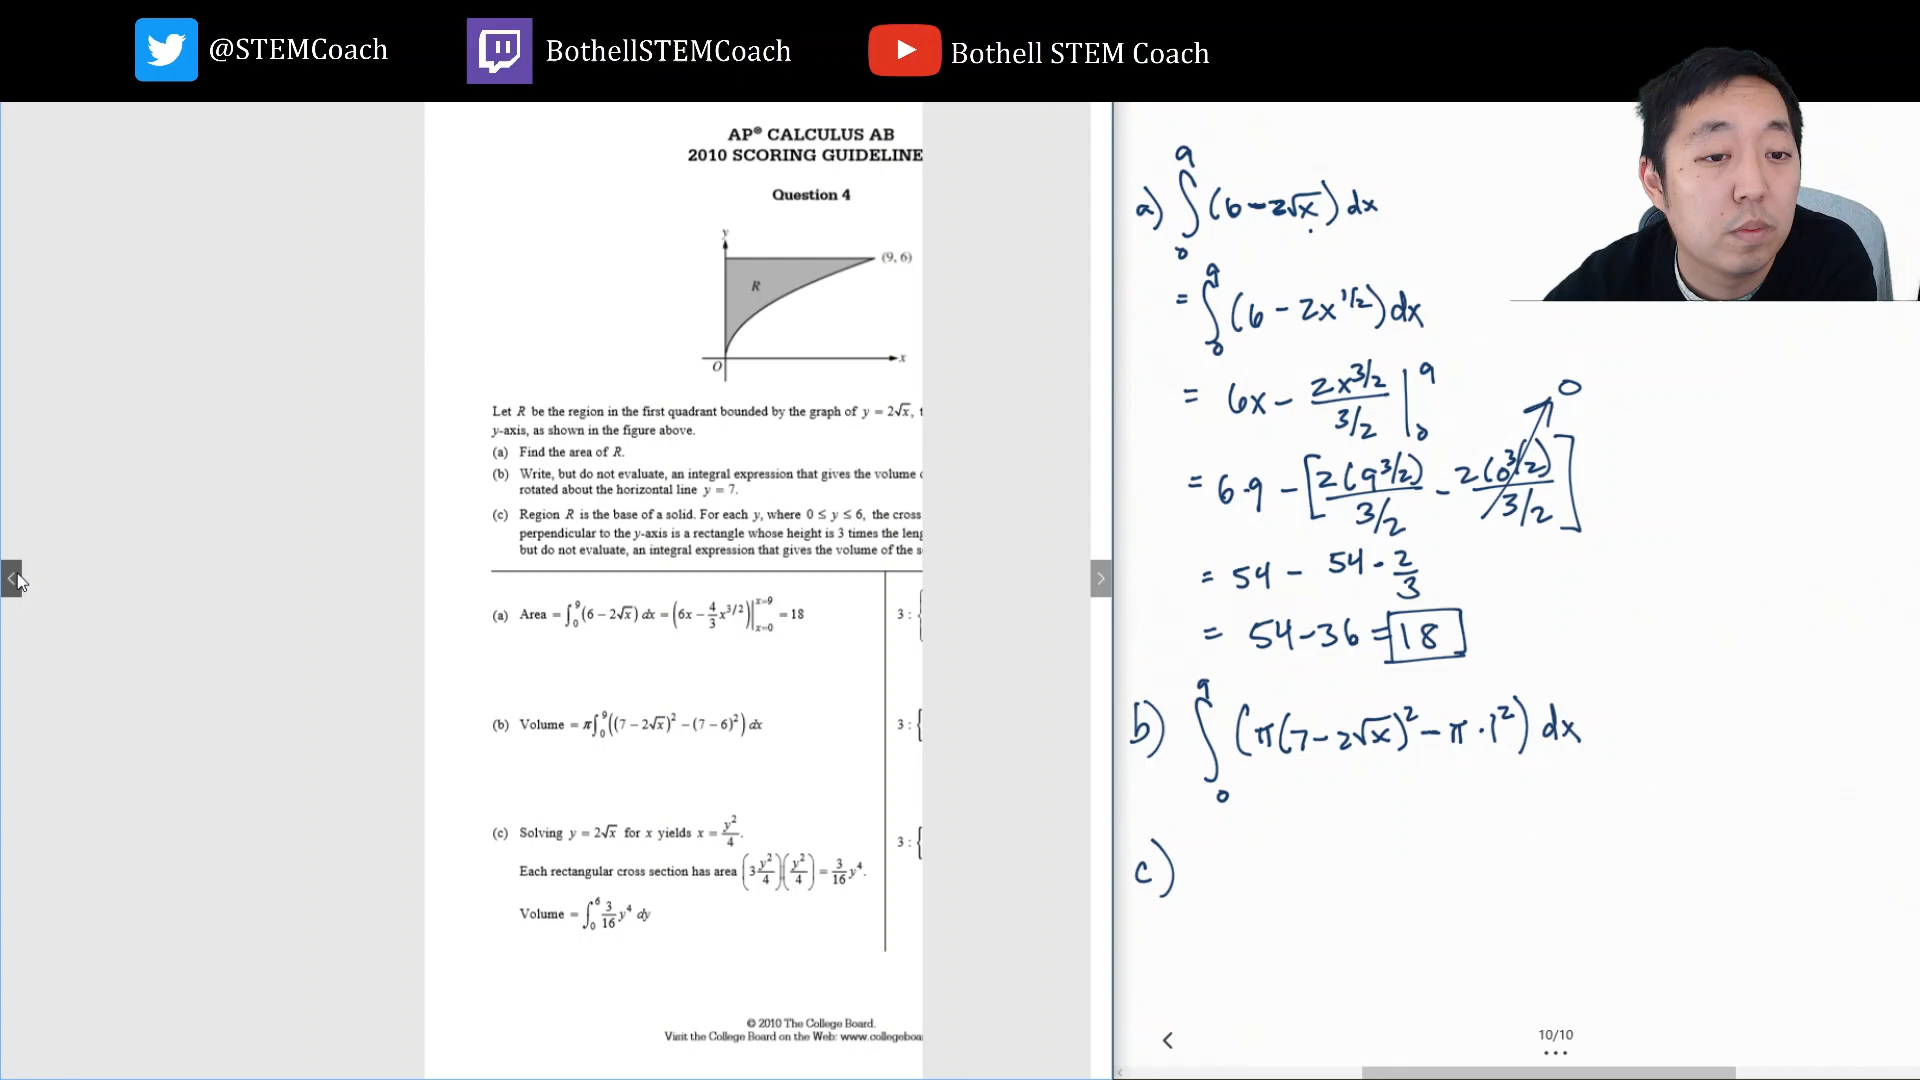 @STEMCoach
BothellSTEMCoach
Bothell STEM Coach
AP® CALCULUS AB
2010 SCORING GUIDELINE
Question 4
y
(9, 6)
R
O
x
Let R be the region in the first quadrant bounded by the graph of y = 2√x, t
y-axis, as shown in the figure above.
(a) Find the area of R.
(b) Write, but do not evaluate, an integral expression that gives the volume
rotated about the horizontal line y = 7.
(c) Region R is the base of a solid. For each y, where 0 ≤ y ≤ 6, the cross
perpendicular to the y-axis is a rectangle whose height is 3 times the len
but do not evaluate, an integral expression that gives the volume of the s
(a) Area = ∫₀⁹ (6 − 2√x) dx = (6x − 4/3 x^(3/2))|_(x=0)^(x=9) = 18
3 : {
(b) Volume = π∫₀⁹ ((7 − 2√x)² − (7 − 6)²) dx
3 : {
(c) Solving y = 2√x for x yields x = y²/4.
3 : {
Each rectangular cross section has area (3 y²/4)(y²/4) = 3/16 y⁴.
Volume = ∫₀⁶ 3/16 y⁴ dy
© 2010 The College Board.
Visit the College Board on the Web: www.collegeboa
a) ∫₀⁹ (6 − 2√x) dx
= ∫₀⁹ (6 − 2x^(1/2)) dx
= 6x − 2x^(3/2) / 3/2 |₀⁹
0
= 6·9 − [2(9^(3/2)) / 3/2 − 2(0^(3/2)) / 3/2]
= 54 − 54 · 2/3
= 54 − 36 = 18
b) ∫₀⁹ (π(7 − 2√x)² − π · 1²) dx
c)
10/10